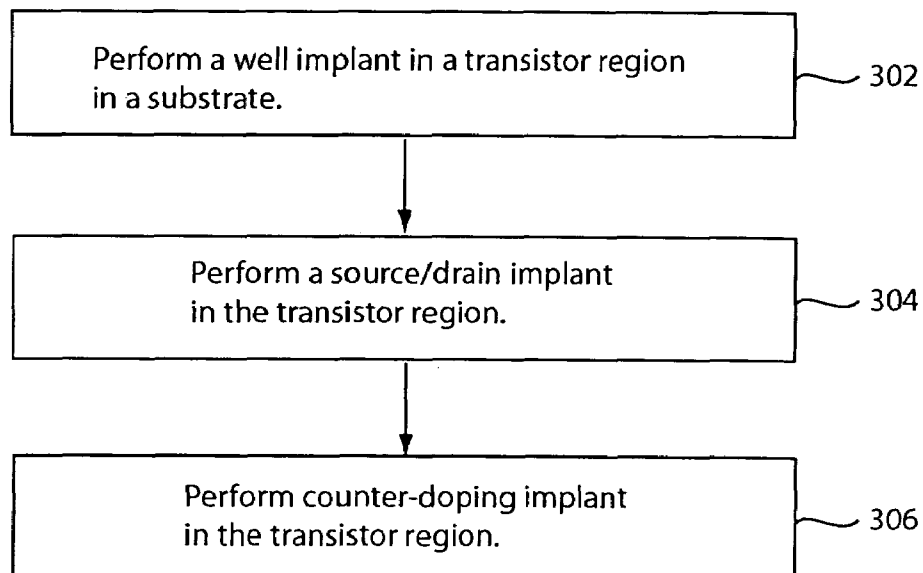 Perform a well implant in a transistor region
in a substrate.
302
Perform a source/drain implant
in the transistor region.
304
Perform counter-doping implant
in the transistor region.
306